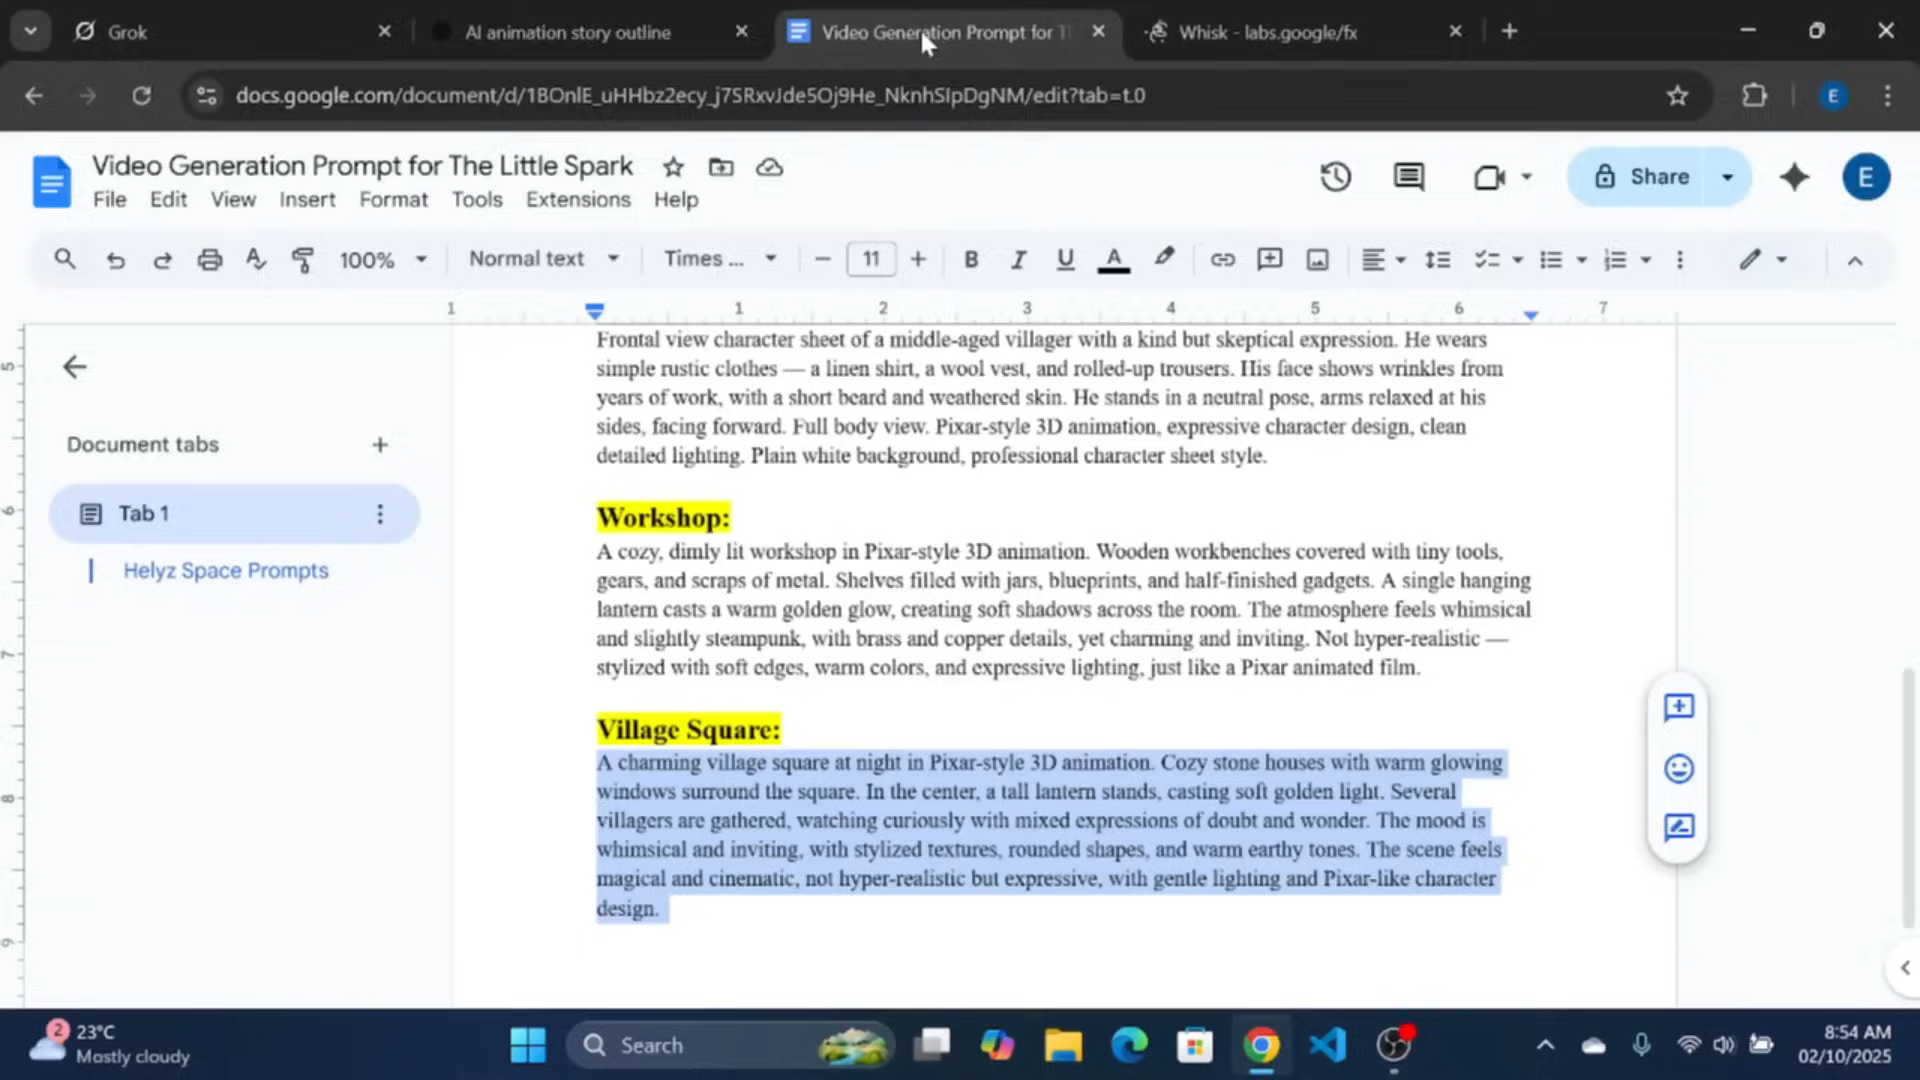 Grok
AI animation story outline
Video Generation Prompt for T
Whisk - labs.google/fx
docs.google.com/document/d/1BOnlE_uHHbz2ecy_j7SRxvJde5Oj9He_NknhSIpDgNM/edit?tab=t.0
E
Video Generation Prompt for The Little Spark
File Edit View Insert Format Tools Extensions Help
Share
E
100%
Normal text
Times ...
11
B I U A
1 1 2 3 4 5 6 7
5
6
7
8
9
Document tabs
Tab 1
Helyz Space Prompts
Frontal view character sheet of a middle-aged villager with a kind but skeptical expression. He wears
simple rustic clothes — a linen shirt, a wool vest, and rolled-up trousers. His face shows wrinkles from
years of work, with a short beard and weathered skin. He stands in a neutral pose, arms relaxed at his
sides, facing forward. Full body view. Pixar-style 3D animation, expressive character design, clean
detailed lighting. Plain white background, professional character sheet style.
Workshop:
A cozy, dimly lit workshop in Pixar-style 3D animation. Wooden workbenches covered with tiny tools,
gears, and scraps of metal. Shelves filled with jars, blueprints, and half-finished gadgets. A single hanging
lantern casts a warm golden glow, creating soft shadows across the room. The atmosphere feels whimsical
and slightly steampunk, with brass and copper details, yet charming and inviting. Not hyper-realistic —
stylized with soft edges, warm colors, and expressive lighting, just like a Pixar animated film.
Village Square:
A charming village square at night in Pixar-style 3D animation. Cozy stone houses with warm glowing
windows surround the square. In the center, a tall lantern stands, casting soft golden light. Several
villagers are gathered, watching curiously with mixed expressions of doubt and wonder. The mood is
whimsical and inviting, with stylized textures, rounded shapes, and warm earthy tones. The scene feels
magical and cinematic, not hyper-realistic but expressive, with gentle lighting and Pixar-like character
design.
2
23°C
Mostly cloudy
Search
8:54 AM
02/10/2025